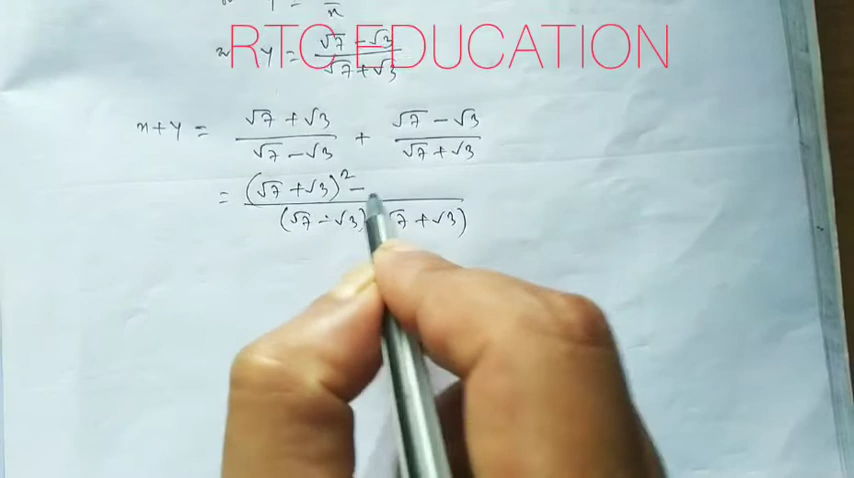 x
RTC EDUCATION
Y = √7 - √3 / √7 + √3
x + Y = √7 + √3 / √7 - √3 + √7 - √3 / √7 + √3
= (√7 + √3)² - / (√7 - √3) √7 + √3)